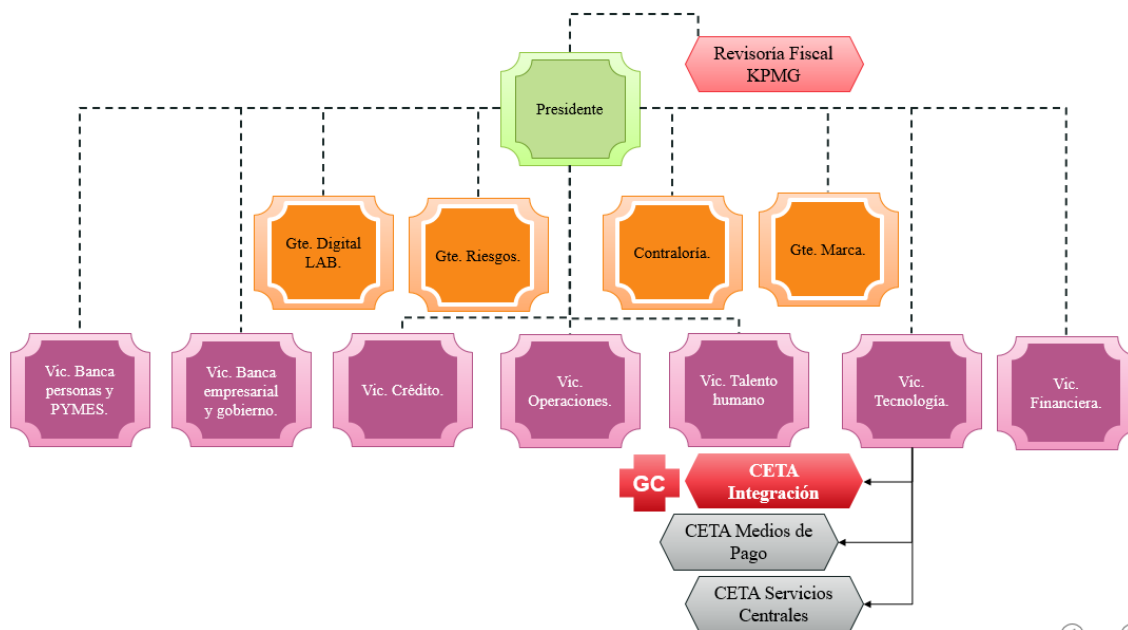 Revisoría Fiscal
KPMG
Presidente
Gte. Digital
LAB.
Gte. Riesgos.
Contraloría.
Gte. Marca.
Vic. Banca
personas y
PYMES.
Vic. Banca
empresarial
y gobierno.
Vic. Crédito.
Vic.
Operaciones.
Vic. Talento
humano
Vic.
Tecnología.
Vic.
Financiera.
GC
CETA
Integración
CETA Medios de
Pago
CETA Servicios
Centrales